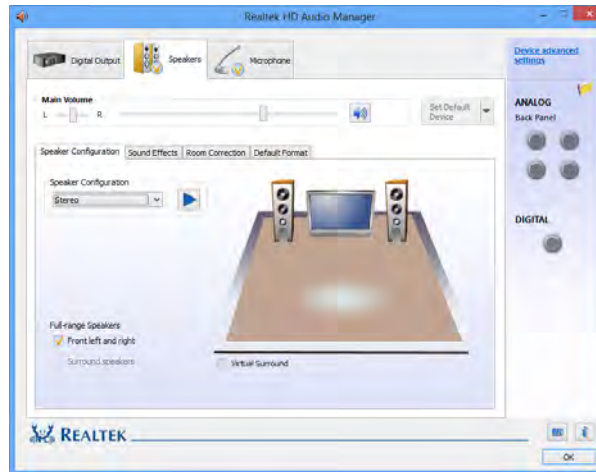 Realtek HD Audio Manager
Digital Output
Speakers
Microphone
Device advanced
settings
Main Volume
L
R
Set Default
Device
ANALOG
Back Panel
Speaker Configuration
Sound Effects
Room Correction
Default Format
Speaker Configuration
Stereo
DIGITAL
Full-range Speakers
Front left and right
Surround speakers
Virtual Surround
REALTEK
OK